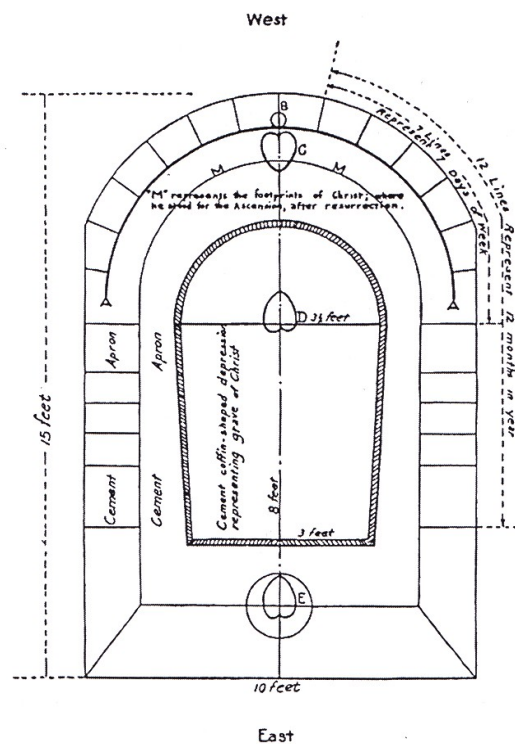 West
B
C
M
M
"M" represents the footprints of Christ; where
he stood for the Ascension, after resurrection.
7 Lines
Represent 7 Days of Week
12 Lines Represent 12 months in year
D
3½ feet
Apron
Apron
Cement coffin-shaped depression
representing grave of Christ
15 feet
8 feet
Cement
Cement
3 feet
E
10 feet
East